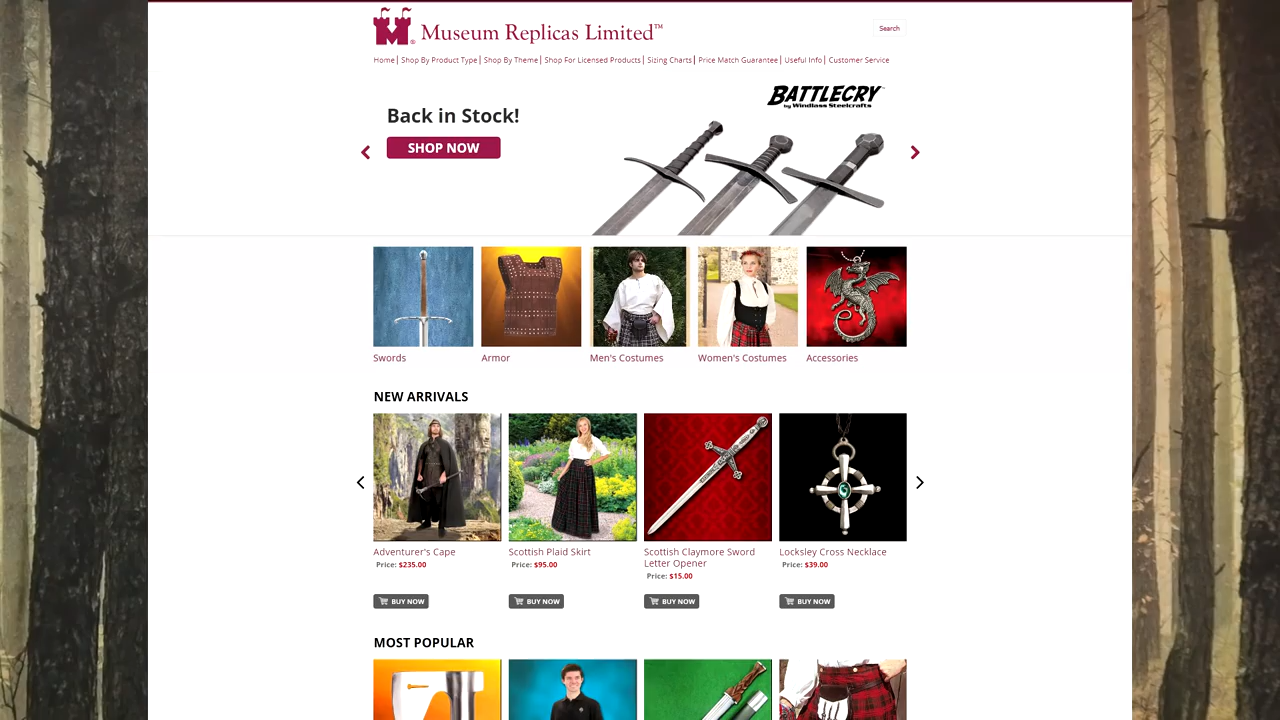 Museum Replicas Limited™
Search
Home | Shop By Product Type | Shop By Theme | Shop For Licensed Products | Sizing Charts | Price Match Guarantee | Useful Info | Customer Service
BATTLECRY™
by Windlass Steelcrafts
Back in Stock!
SHOP NOW
Swords
Armor
Men's Costumes
Women's Costumes
Accessories
NEW ARRIVALS
Adventurer's Cape
Price: $235.00
BUY NOW
Scottish Plaid Skirt
Price: $95.00
BUY NOW
Scottish Claymore Sword
Letter Opener
Price: $15.00
BUY NOW
Locksley Cross Necklace
Price: $39.00
BUY NOW
MOST POPULAR